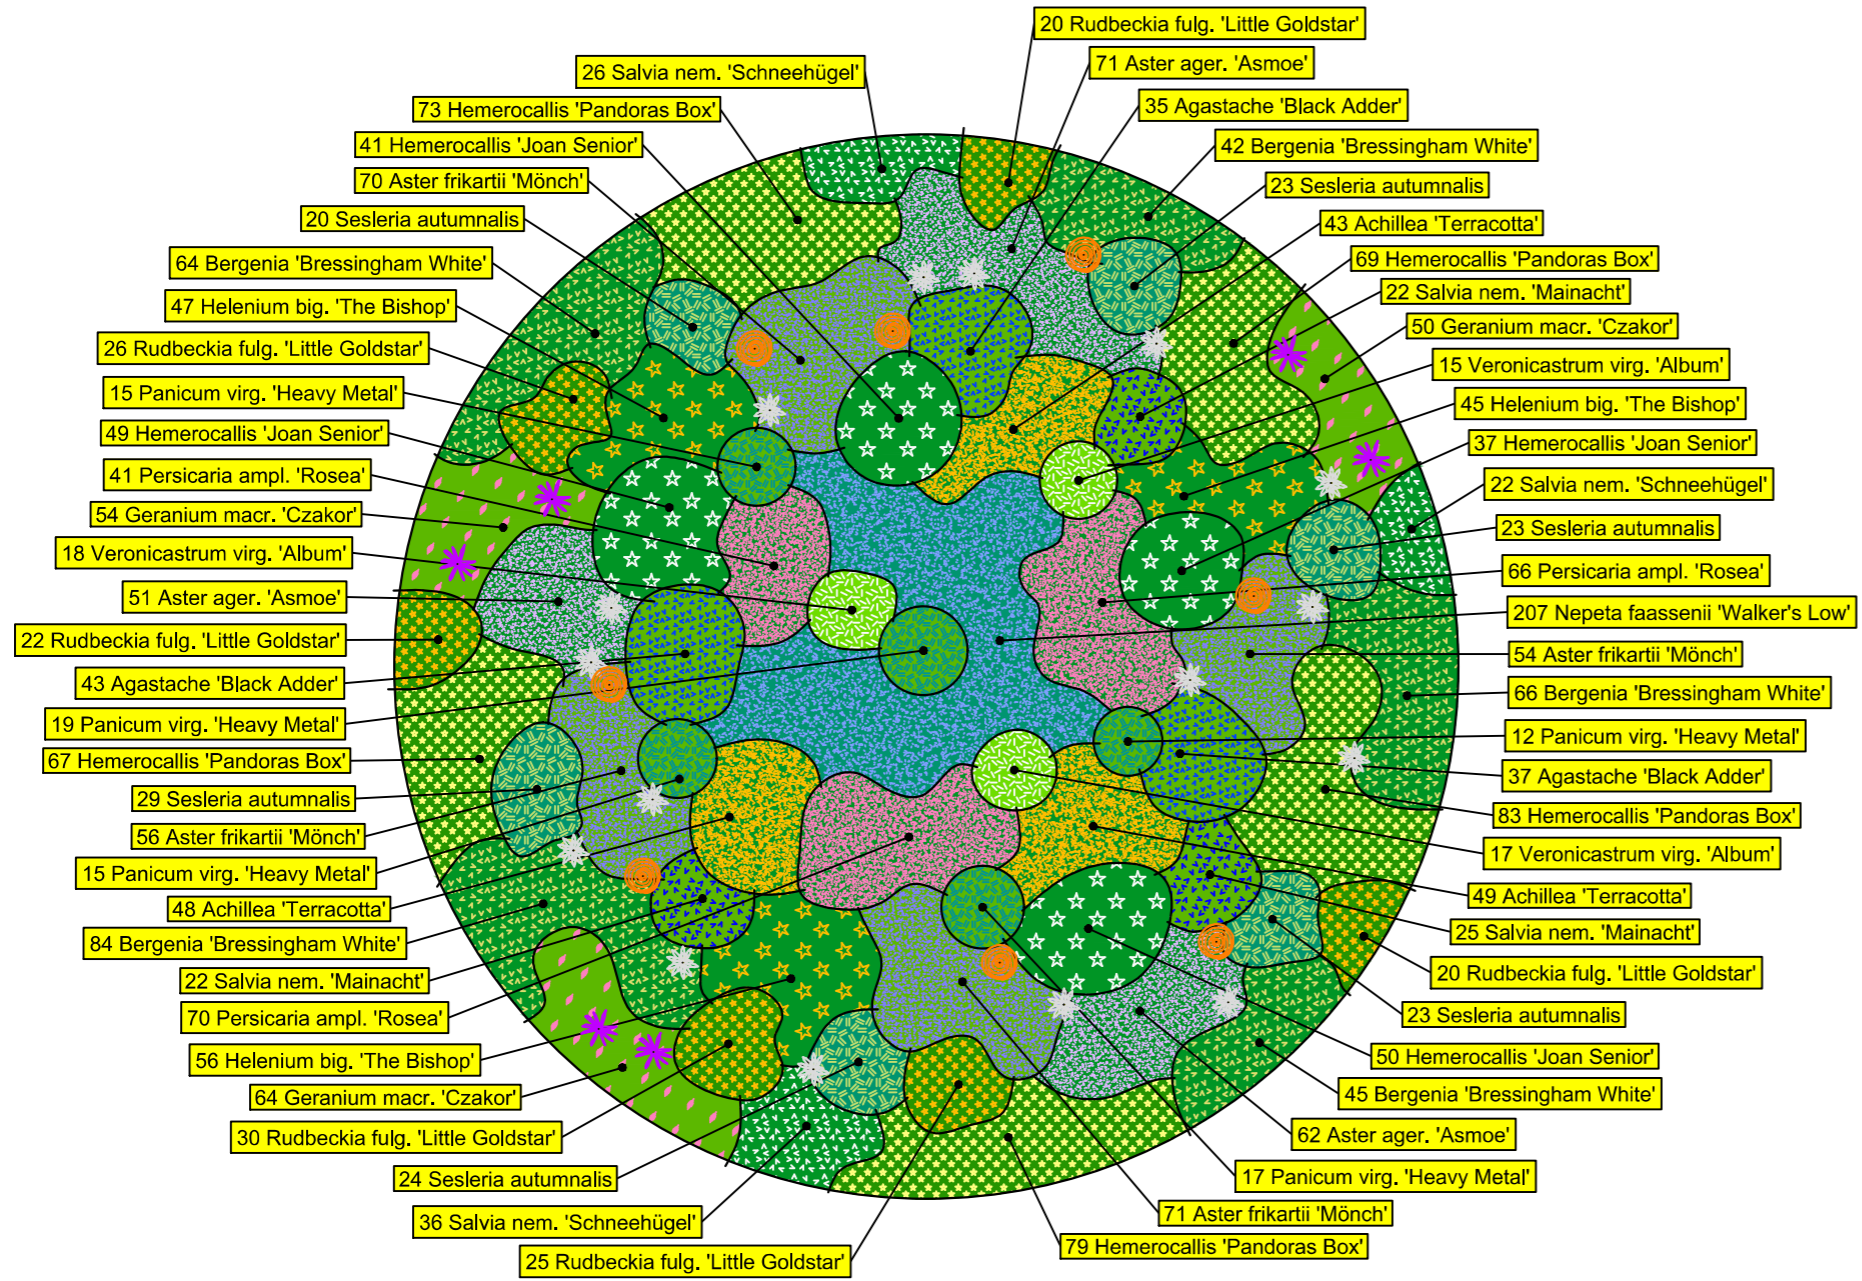 20 Rudbeckia fulg. 'Little Goldstar'
26 Salvia nem. 'Schneehügel'
71 Aster ager. 'Asmoe'
73 Hemerocallis 'Pandoras Box'
35 Agastache 'Black Adder'
41 Hemerocallis 'Joan Senior'
42 Bergenia 'Bressingham White'
70 Aster frikartii 'Mönch'
23 Sesleria autumnalis
20 Sesleria autumnalis
43 Achillea 'Terracotta'
64 Bergenia 'Bressingham White'
69 Hemerocallis 'Pandoras Box'
47 Helenium big. 'The Bishop'
22 Salvia nem. 'Mainacht'
26 Rudbeckia fulg. 'Little Goldstar'
50 Geranium macr. 'Czakor'
15 Panicum virg. 'Heavy Metal'
15 Veronicastrum virg. 'Album'
49 Hemerocallis 'Joan Senior'
45 Helenium big. 'The Bishop'
41 Persicaria ampl. 'Rosea'
37 Hemerocallis 'Joan Senior'
54 Geranium macr. 'Czakor'
22 Salvia nem. 'Schneehügel'
18 Veronicastrum virg. 'Album'
23 Sesleria autumnalis
51 Aster ager. 'Asmoe'
66 Persicaria ampl. 'Rosea'
22 Rudbeckia fulg. 'Little Goldstar'
207 Nepeta faassenii 'Walker's Low'
43 Agastache 'Black Adder'
54 Aster frikartii 'Mönch'
19 Panicum virg. 'Heavy Metal'
66 Bergenia 'Bressingham White'
67 Hemerocallis 'Pandoras Box'
12 Panicum virg. 'Heavy Metal'
29 Sesleria autumnalis
37 Agastache 'Black Adder'
56 Aster frikartii 'Mönch'
83 Hemerocallis 'Pandoras Box'
15 Panicum virg. 'Heavy Metal'
17 Veronicastrum virg. 'Album'
48 Achillea 'Terracotta'
49 Achillea 'Terracotta'
84 Bergenia 'Bressingham White'
25 Salvia nem. 'Mainacht'
22 Salvia nem. 'Mainacht'
20 Rudbeckia fulg. 'Little Goldstar'
70 Persicaria ampl. 'Rosea'
23 Sesleria autumnalis
56 Helenium big. 'The Bishop'
50 Hemerocallis 'Joan Senior'
64 Geranium macr. 'Czakor'
45 Bergenia 'Bressingham White'
30 Rudbeckia fulg. 'Little Goldstar'
62 Aster ager. 'Asmoe'
24 Sesleria autumnalis
17 Panicum virg. 'Heavy Metal'
36 Salvia nem. 'Schneehügel'
71 Aster frikartii 'Mönch'
25 Rudbeckia fulg. 'Little Goldstar'
79 Hemerocallis 'Pandoras Box'